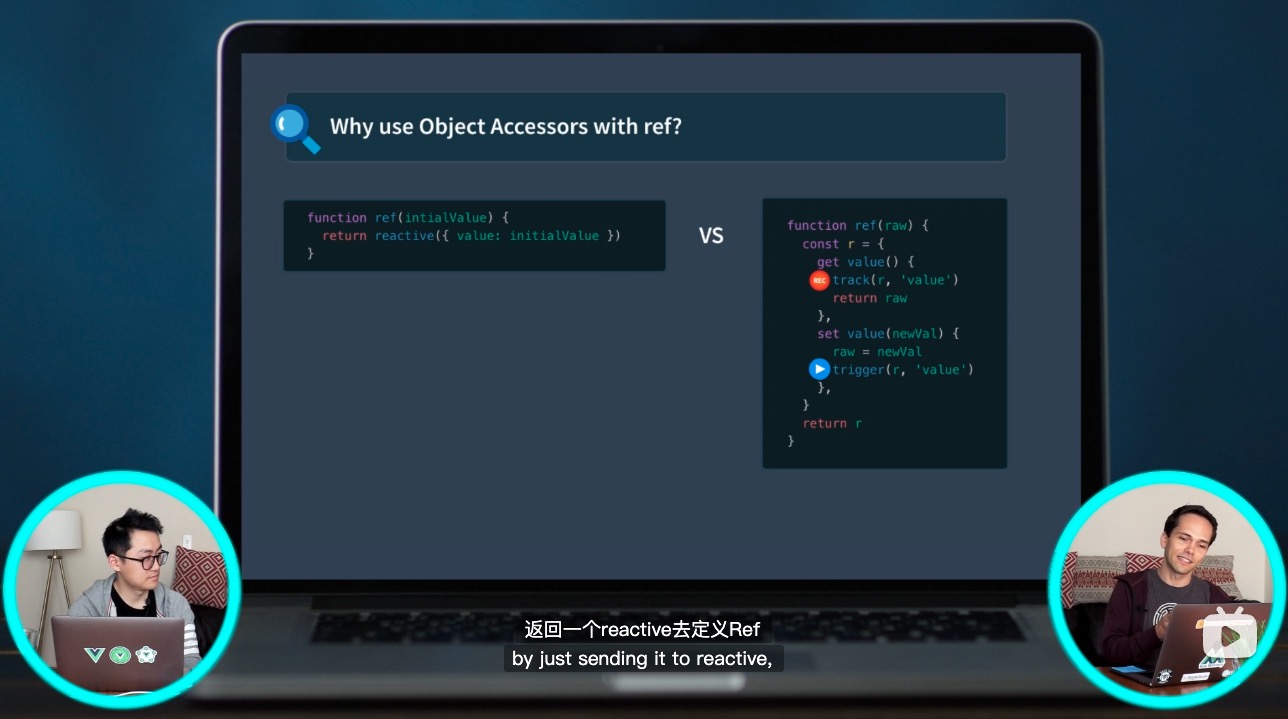 Why use Object Accessors with ref?
function ref(intialValue) {
  return reactive({ value: initialValue })
}
VS
function ref(raw) {
  const r = {
    get value() {
REC track(r, 'value')
      return raw
    },
    set value(newVal) {
      raw = newVal
      trigger(r, 'value')
    },
  }
  return r
}
返回一个reactive去定义Ref
by just sending it to reactive,